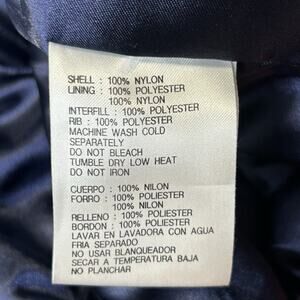 SHELL : 100% NYLON
LINING : 100% POLYESTER
100% NYLON
INTERFILL : 100% POLYESTER
RIB : 100% POLYESTER
MACHINE WASH COLD
SEPARATELY
DO NOT BLEACH
TUMBLE DRY LOW HEAT
DO NOT IRON
CUERPO : 100% NILON
FORRO : 100% POLIESTER
100% NILON
RELLENO : 100% POLIESTER
BORDON : 100% POLIESTER
LAVAR EN LAVADORA CON AGUA
FRIA SEPARADO
NO USAR BLANQUEADOR
SECAR A TEMPERATURA BAJA
NO PLANCHAR